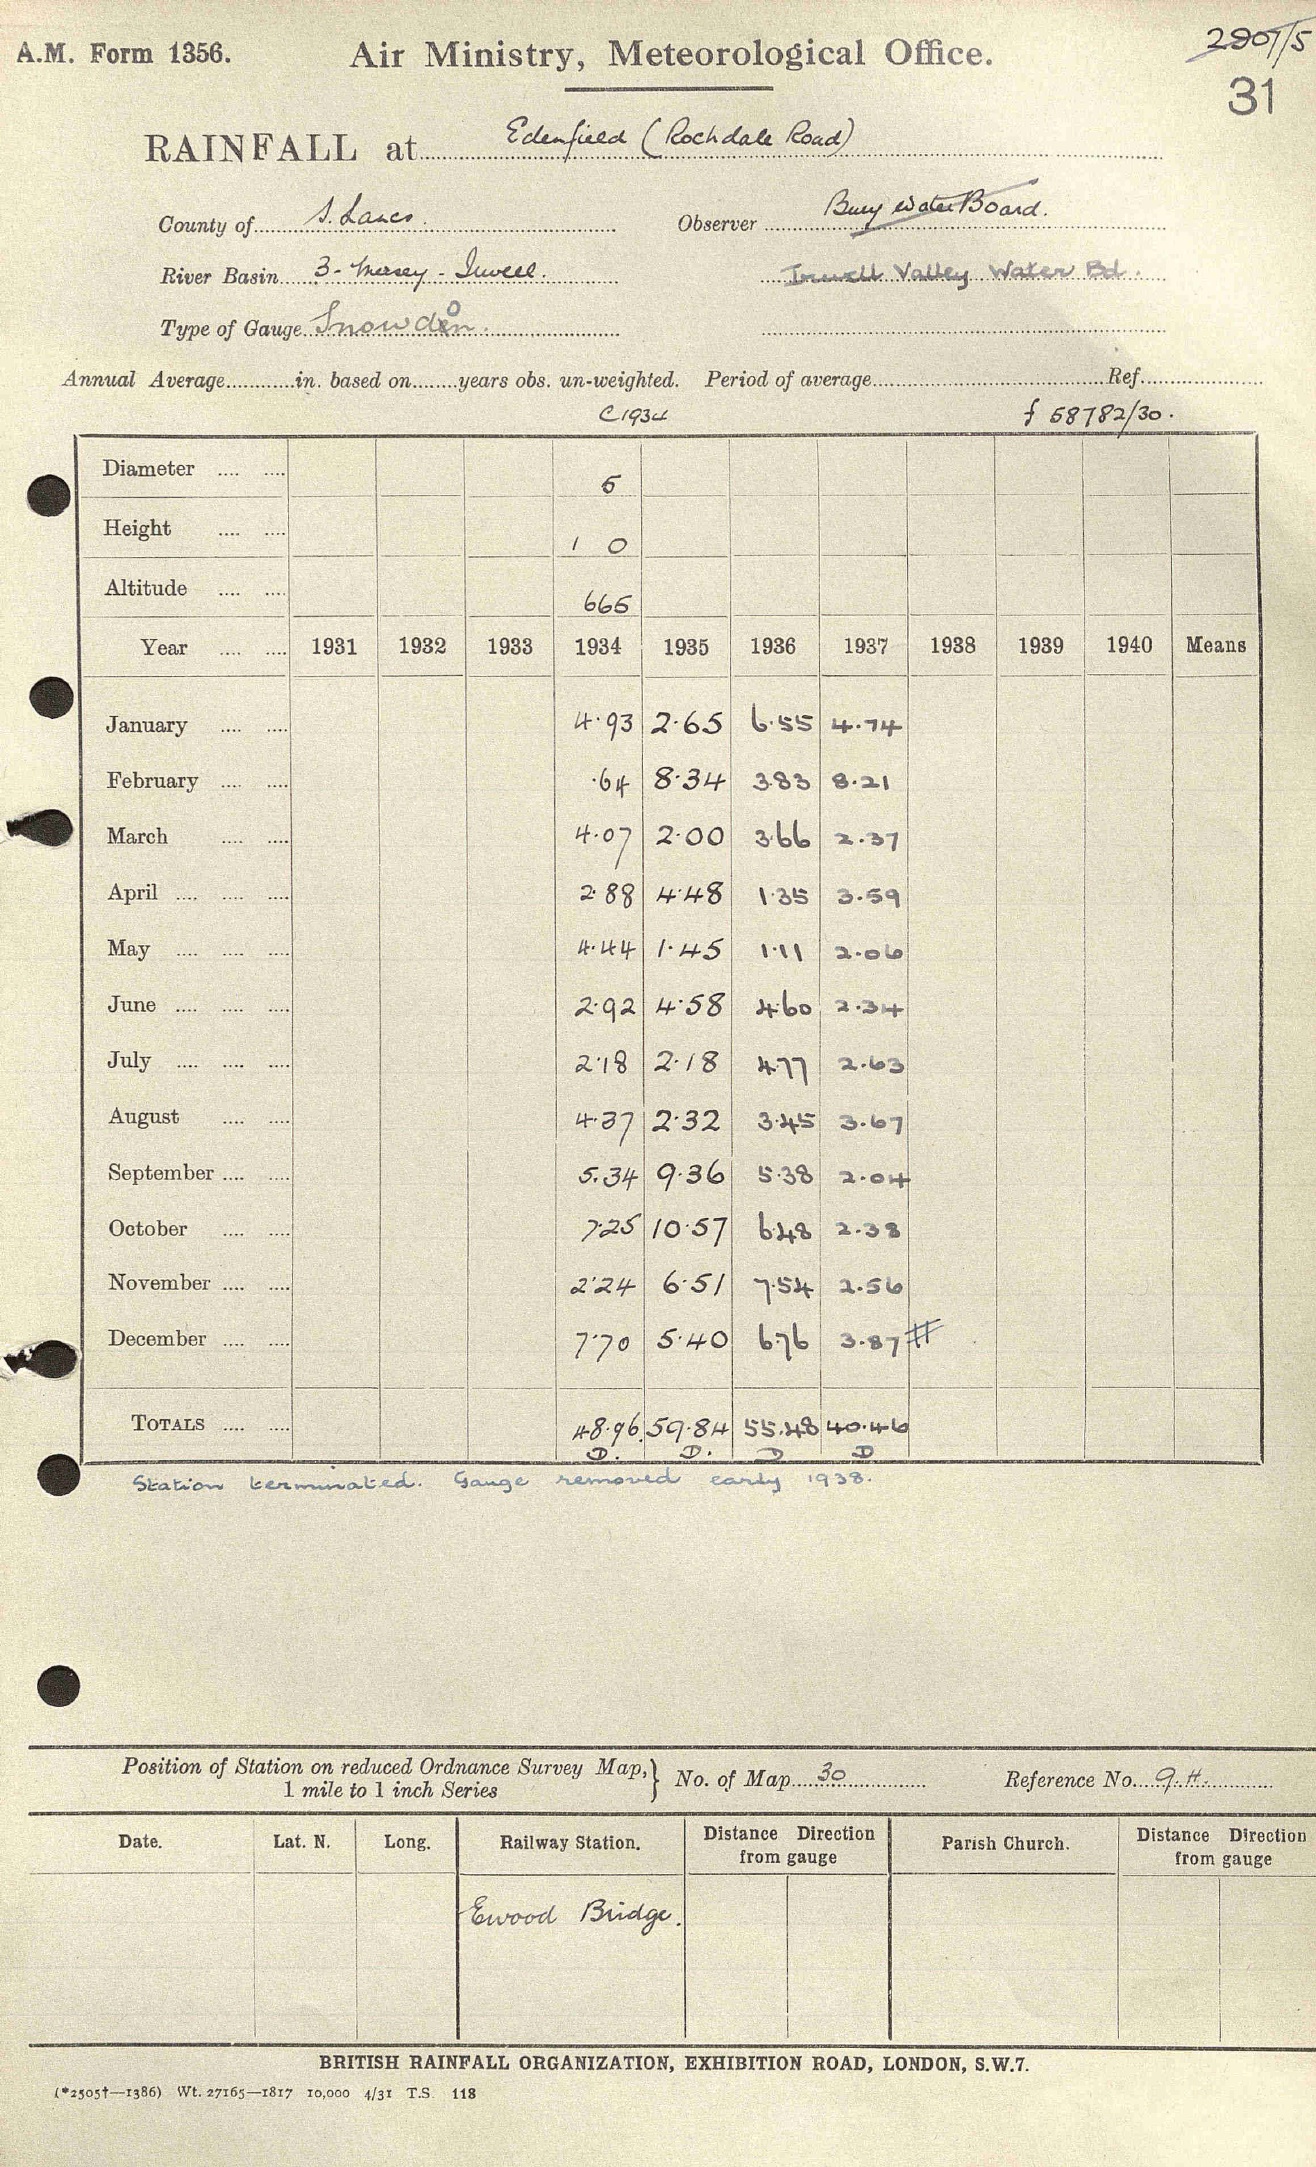 A.M. Form 1356.
Air Ministry, Meteorological Office.
31
RAINFALL at Edenfield (Rochdale Road)
County of S. Lancs. Observer Bury Water Board.
River Basin 3 - Mersey - Irwell. Irwell Valley Water Bd.
Type of Gauge Snowdon.
Annual Average in. based on years obs. un-weighted. Period of average Ref.
C1934 f 58782/30.
Diameter 5
Height 1 0
Altitude 665
Year 1931 1932 1933 1934 1935 1936 1937 1938 1939 1940 Means
January 4.93 2.65 6.55 4.74
February .64 8.34 3.83 8.21
March 4.07 2.00 3.66 2.37
April 2.88 4.48 1.35 3.59
May 4.44 1.45 1.11 2.06
June 2.92 4.58 4.60 2.34
July 2.18 2.18 4.77 2.63
August 4.37 2.32 3.45 3.67
September 5.34 9.36 5.38 2.04
October 7.25 10.57 6.48 2.38
November 2.24 6.51 7.54 2.56
December 7.70 5.40 6.76 3.87 #
TOTALS 48.96 59.84 55.48 40.46
D. D. D D
Station terminated. Gauge removed early 1938.
Position of Station on reduced Ordnance Survey Map,
1 mile to 1 inch Series } No. of Map 30 Reference No. 9.H.
Date. Lat. N. Long. Railway Station. Distance Direction from gauge Parish Church. Distance Direction from gauge
Ewood Bridge.
BRITISH RAINFALL ORGANIZATION, EXHIBITION ROAD, LONDON, S.W.7.
(*2505†—1386) Wt. 27165—1817 10,000 4/31 T.S. 118